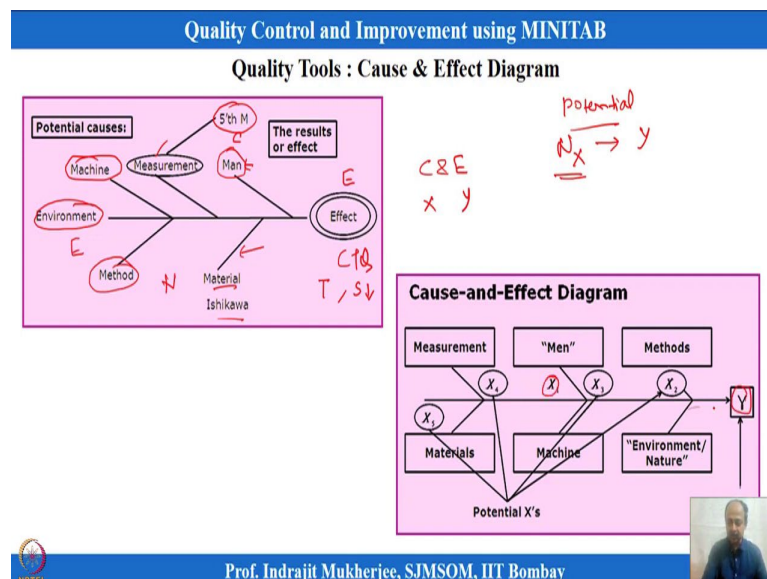 Quality Control and Improvement using MINITAB
Quality Tools : Cause & Effect Diagram
Potential causes:
5'th M
The results
or effect
Machine
Measurement
Man
E
Environment
Effect
E
CTQ
Method
N
Material
T , S↓
Ishikawa
potential
N
X → Y
C & E
X Y
Cause-and-Effect Diagram
Measurement
"Men"
Methods
X4
X
X3
X2
Y
X5
Materials
Machine
"Environment/
Nature"
Potential X's
Prof. Indrajit Mukherjee, SJMSOM, IIT Bombay